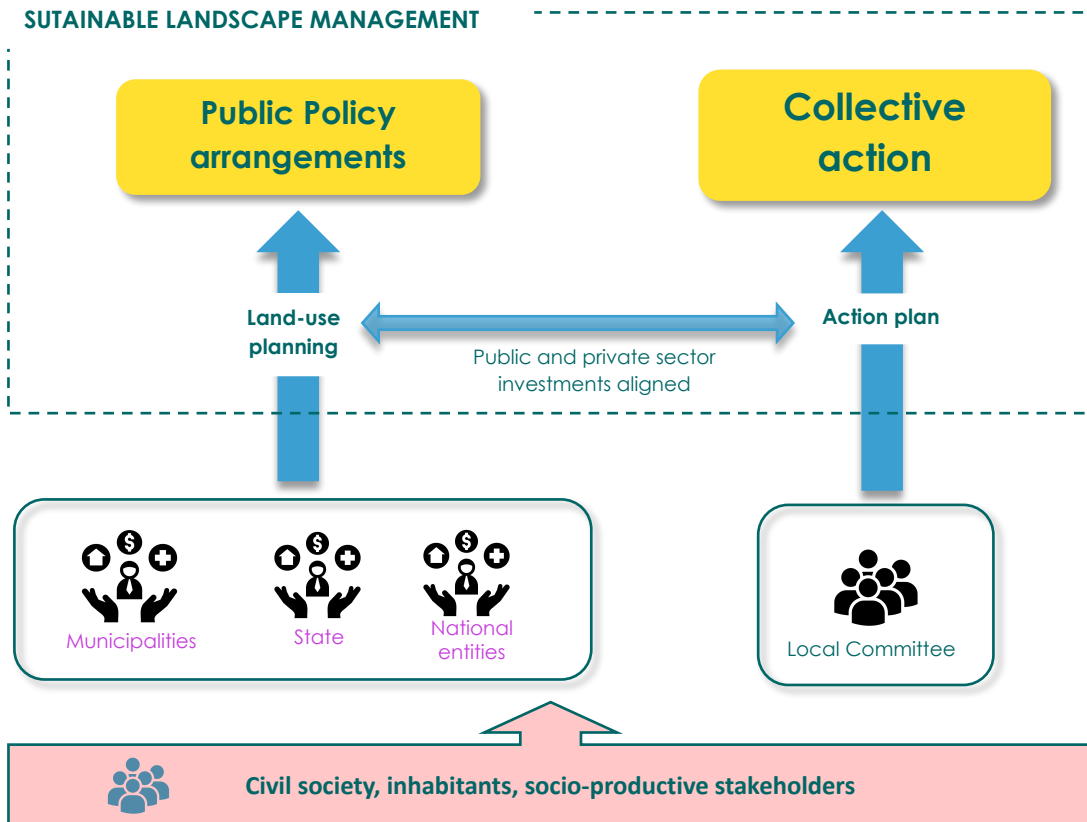 SUTAINABLE LANDSCAPE MANAGEMENT
Public Policy
arrangements
Collective
action
Land-use
planning
Action plan
Public and private sector
investments aligned
Municipalities
State
National
entities
Local Committee
Civil society, inhabitants, socio-productive stakeholders